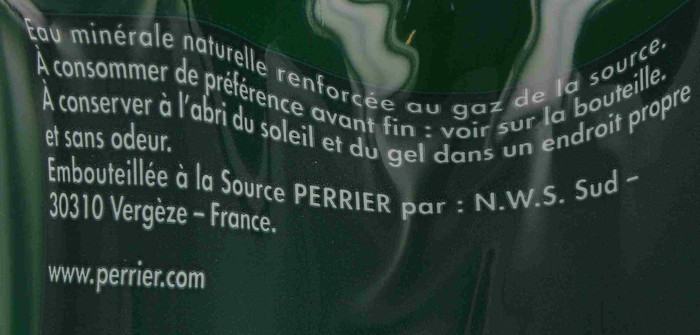 Eau minérale naturelle renforcée au gaz de la source.
À consommer de préférence avant fin : voir sur la bouteille.
À conserver à l'abri du soleil et du gel dans un endroit propre
et sans odeur.
Embouteillée à la Source PERRIER par : N.W.S. Sud –
30310 Vergèze – France.
www.perrier.com